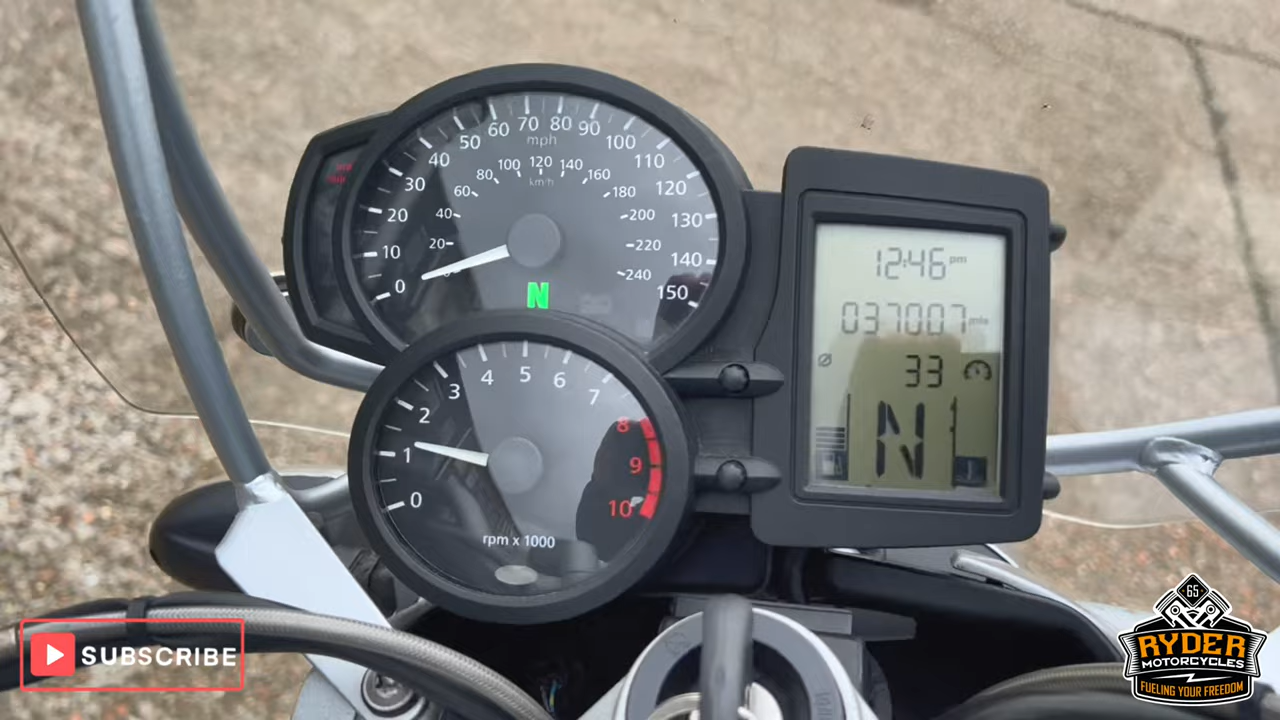 0 10 20 30 40 50 60 70 80 90 100 110 120 130 140 150
mph
20 40 60 80 100 120 140 160 180 200 220 240
km/h
N
0 1 2 3 4 5 6 7 8 9 10
rpm x 1000
12:46 pm
037007 mls
Ø 33
N
SUBSCRIBE
65
RYDER
MOTORCYCLES
FUELING YOUR FREEDOM